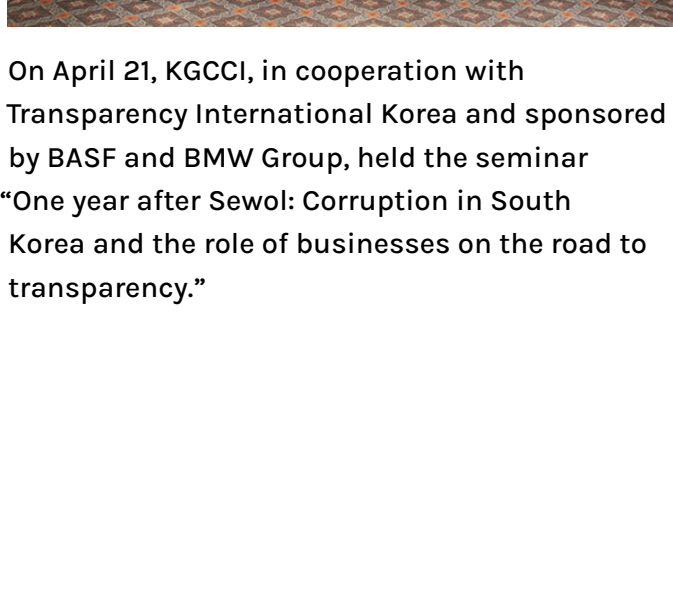 On April 21, KGCCI, in cooperation with
Transparency International Korea and sponsored
by BASF and BMW Group, held the seminar
“One year after Sewol: Corruption in South
Korea and the role of businesses on the road to
transparency.”